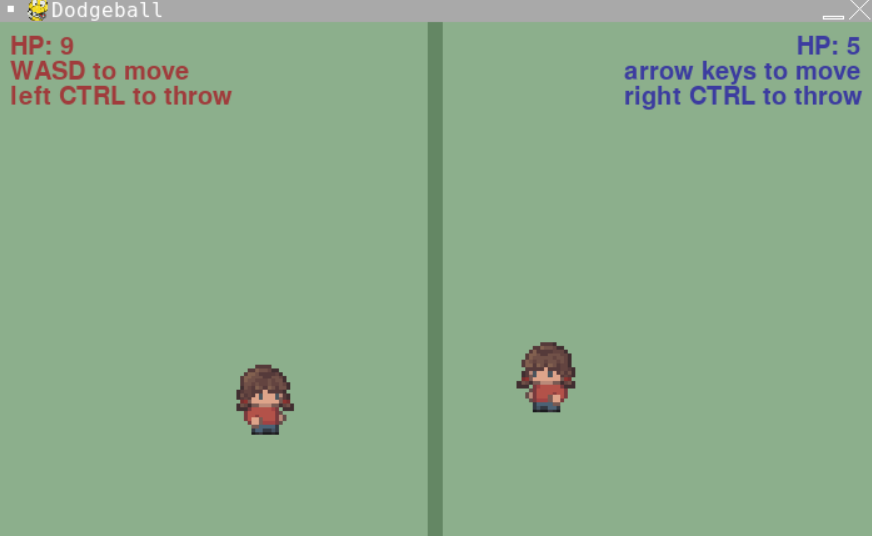 Dodgeball
HP: 9
WASD to move
left CTRL to throw
HP: 5
arrow keys to move
right CTRL to throw